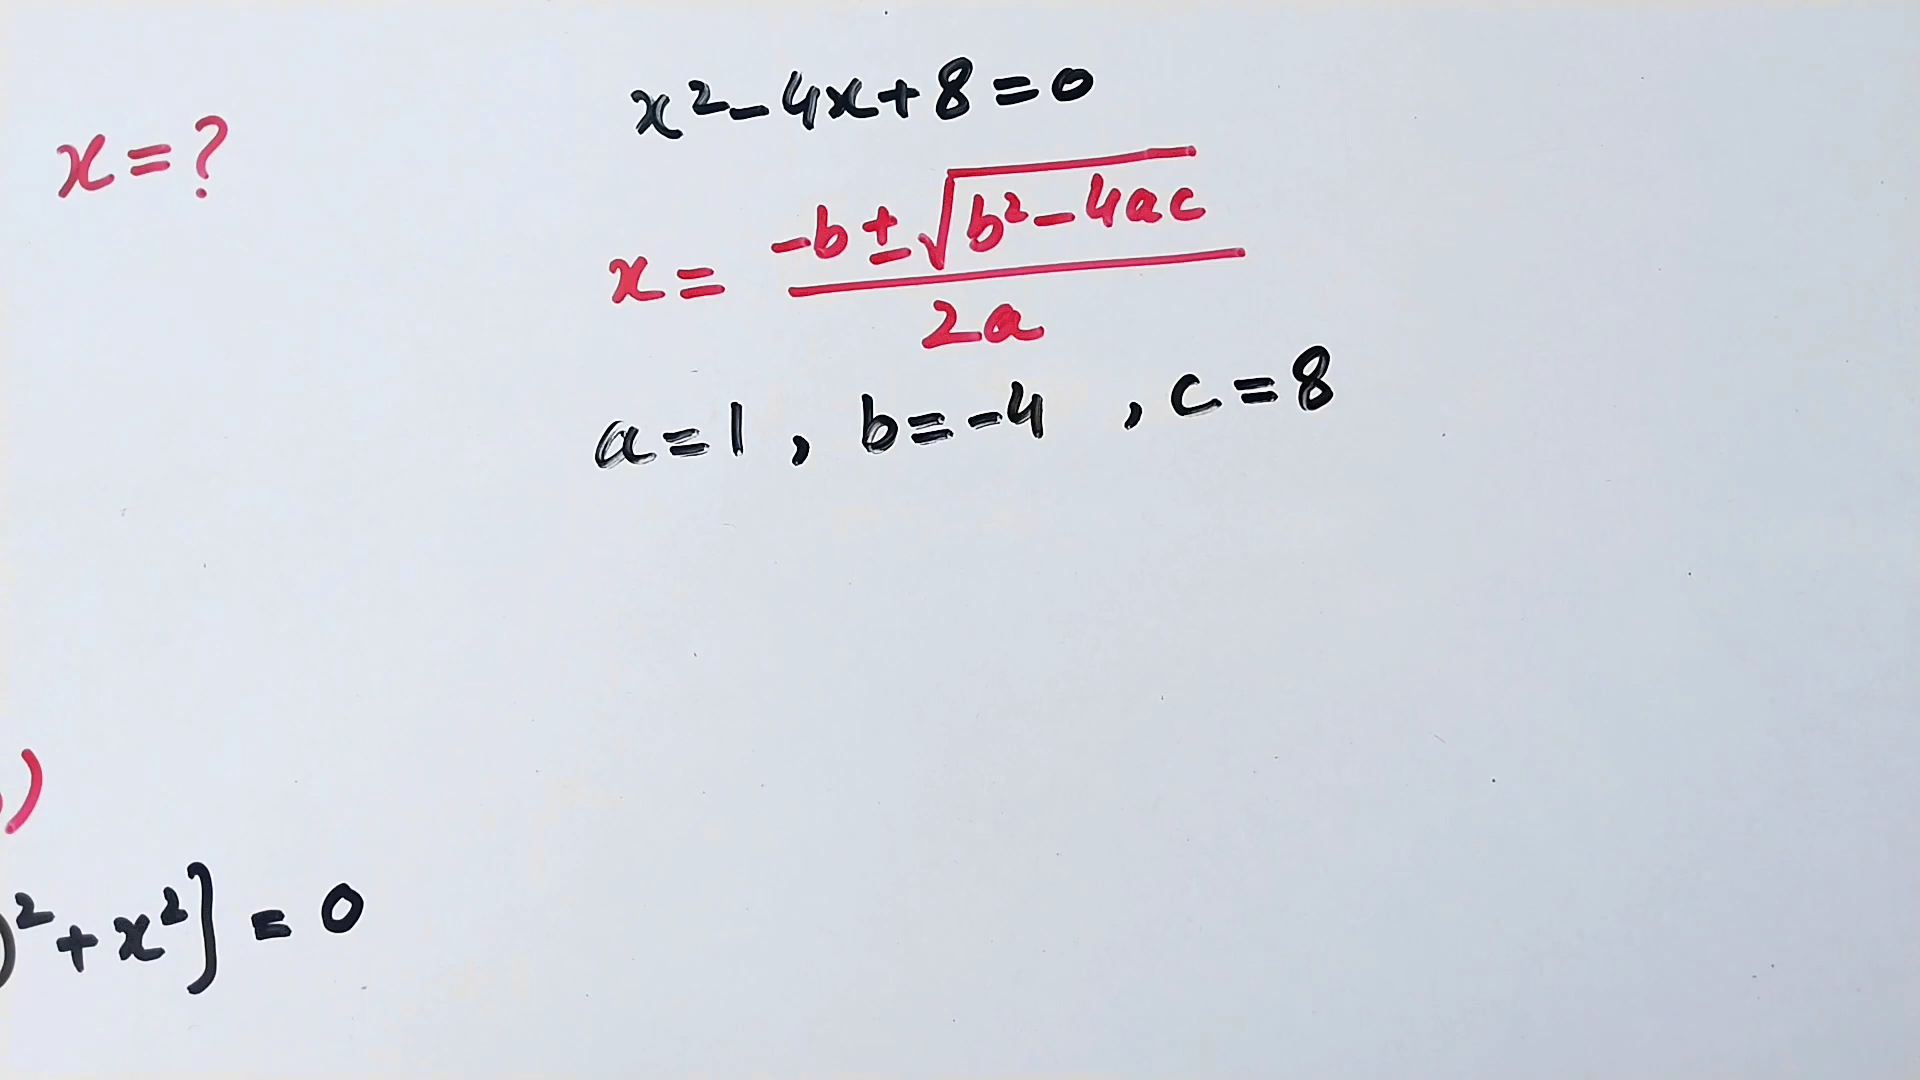 x² - 4x + 8 = 0
x = ?
x = (-b ± √(b² - 4ac)) / 2a
a = 1 , b = -4 , c = 8
)
)² + x²] = 0